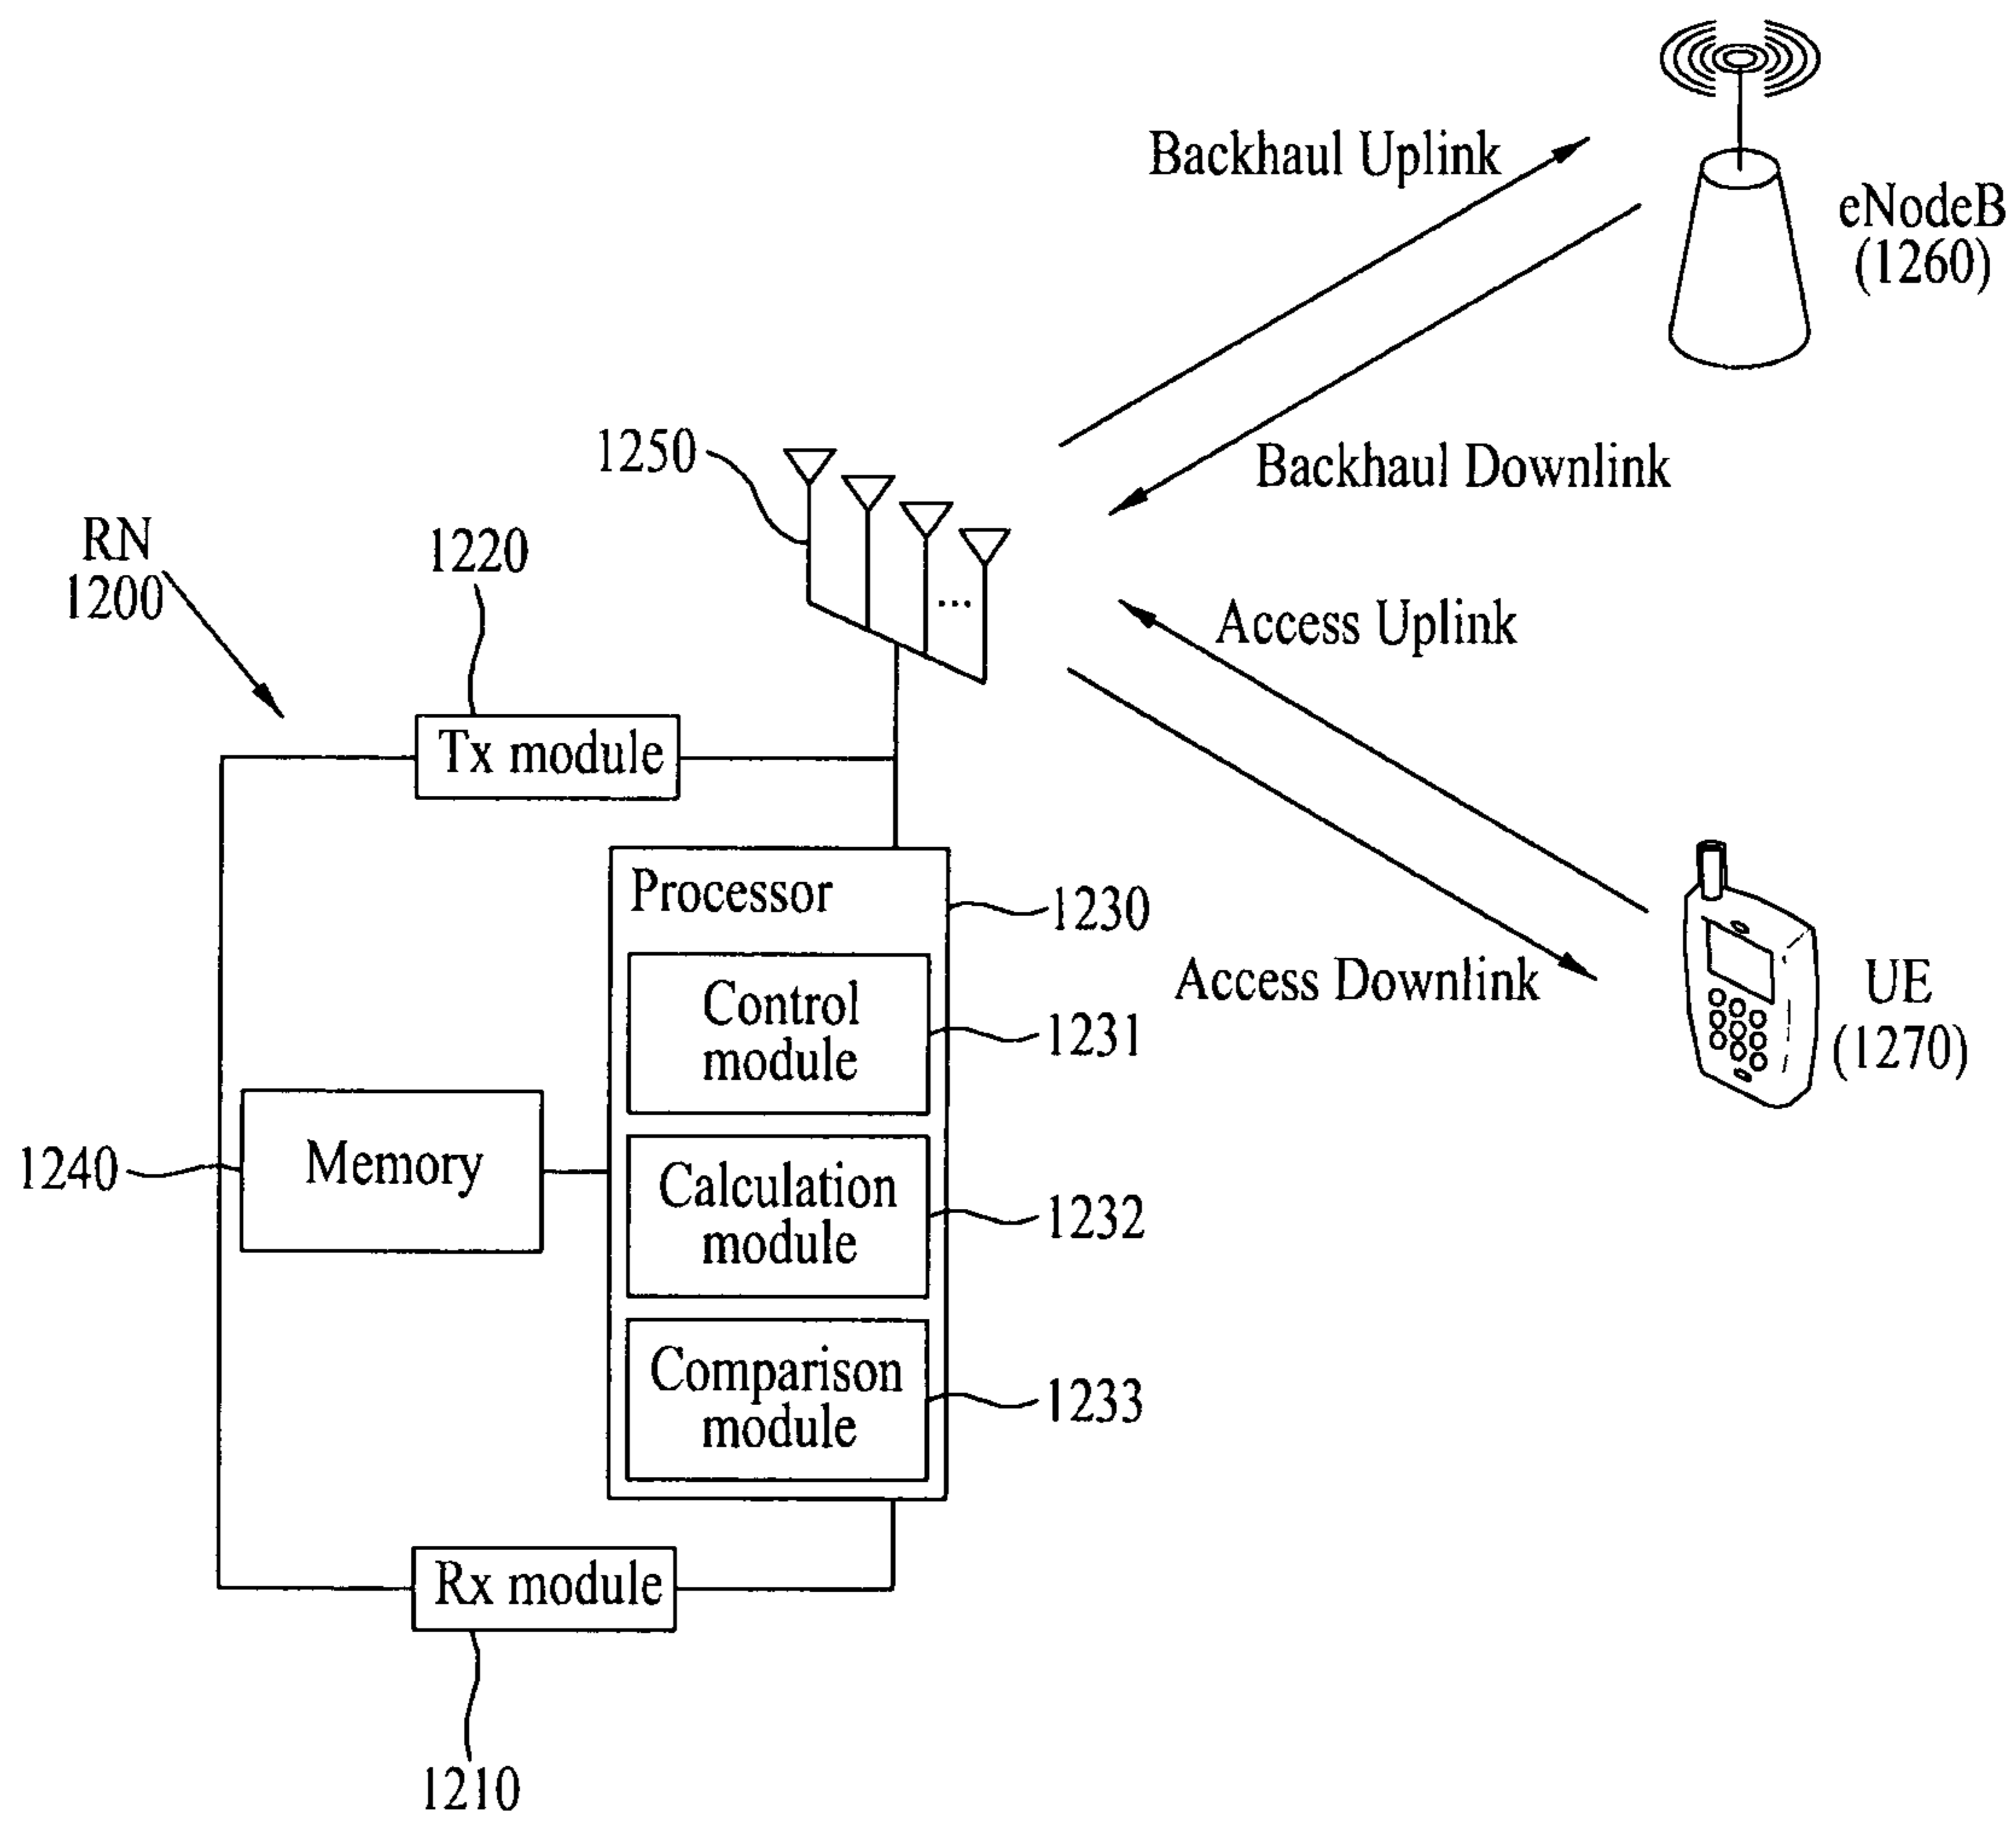 Backhaul Uplink
eNodeB
(1260)
Backhaul Downlink
1250
RN
1200
1220
Access Uplink
Tx module
Processor
1230
Access Downlink
UE
(1270)
Control
module
1231
Memory
1240
Calculation
module
1232
Comparison
module
1233
Rx module
1210